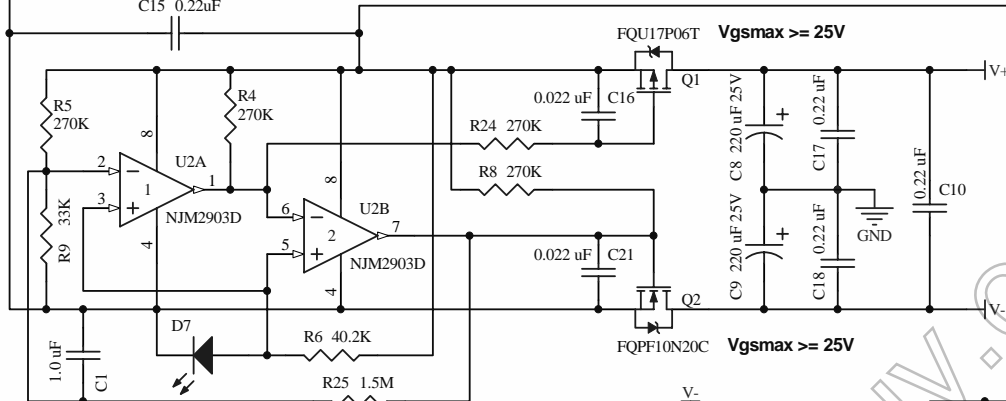 C15 0.22uF
FQU17P06T Vgsmax >= 25V
Q1
V+
R5
270K
R4
270K
0.022 uF C16
R24 270K
R8 270K
8
2
3
1
1
4
U2A
NJM2903D
R9 33K
8
6
5
2
7
4
U2B
NJM2903D
0.022 uF C21
C8 220 uF 25V
+
C17 0.22 uF
C9 220 uF 25V
+
C18 0.22 uF
0.22 uF
C10
GND
Q2
V-
FQPF10N20C Vgsmax >= 25V
D7
R6 40.2K
1.0 uF
C1
R25 1.5M
V-